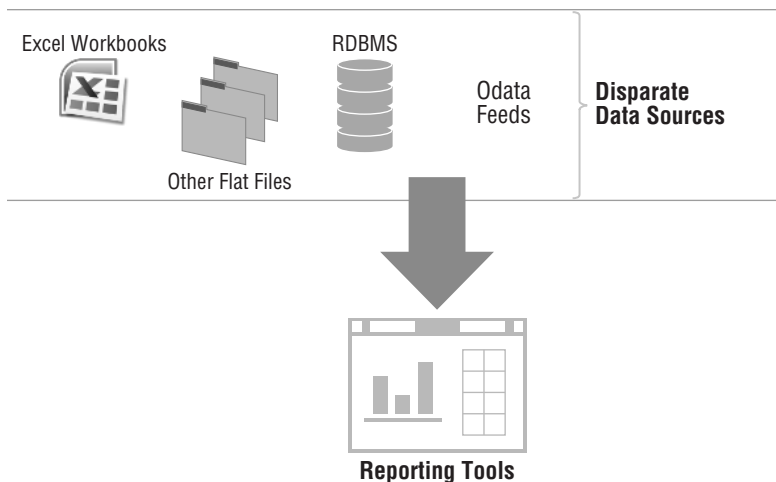 Excel Workbooks
RDBMS
Odata
Feeds
Disparate
Data Sources
Other Flat Files
Reporting Tools